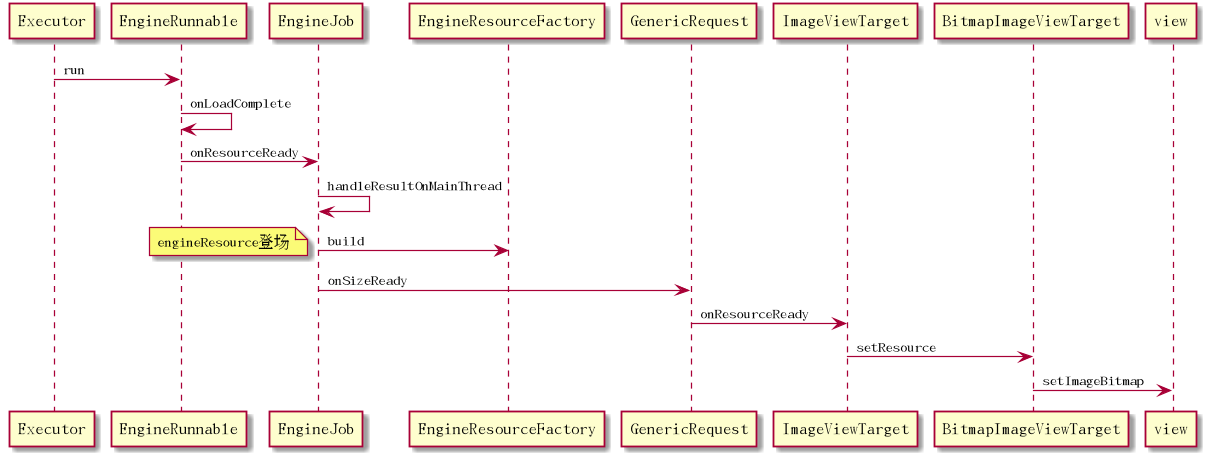 Executor
EngineRunnable
EngineJob
EngineResourceFactory
GenericRequest
ImageViewTarget
BitmapImageViewTarget
view
run
onLoadComplete
onResourceReady
handleResultOnMainThread
engineResource登场
build
onSizeReady
onResourceReady
setResource
setImageBitmap
Executor
EngineRunnable
EngineJob
EngineResourceFactory
GenericRequest
ImageViewTarget
BitmapImageViewTarget
view